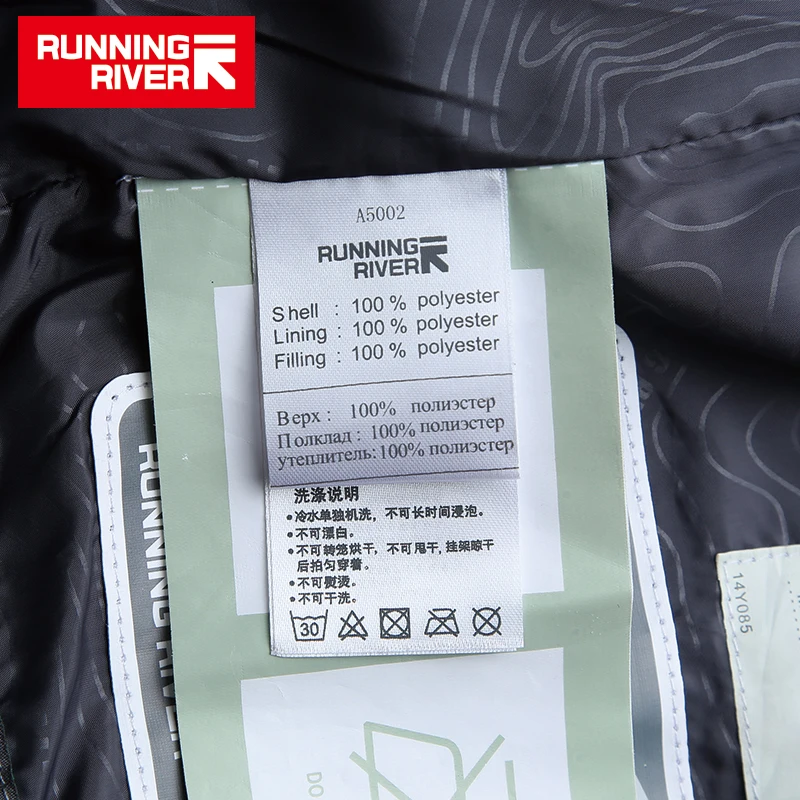 RUNNING
RIVER
A5002
RUNNING
RIVER
Shell : 100 % polyester
Lining : 100 % polyester
Filling : 100 % polyester
Верх : 100% полиэстер
Полклад : 100% полиэстер
утеплитель: 100% полиэстер
洗涤说明
•冷水单独机洗，不可长时间浸泡。
•不可漂白。
•不可转笼烘干，不可甩干，挂架晾干
后拍匀穿着。
•不可熨烫。
•不可干洗。
30
RUNNING RIVER
14Y085
DO